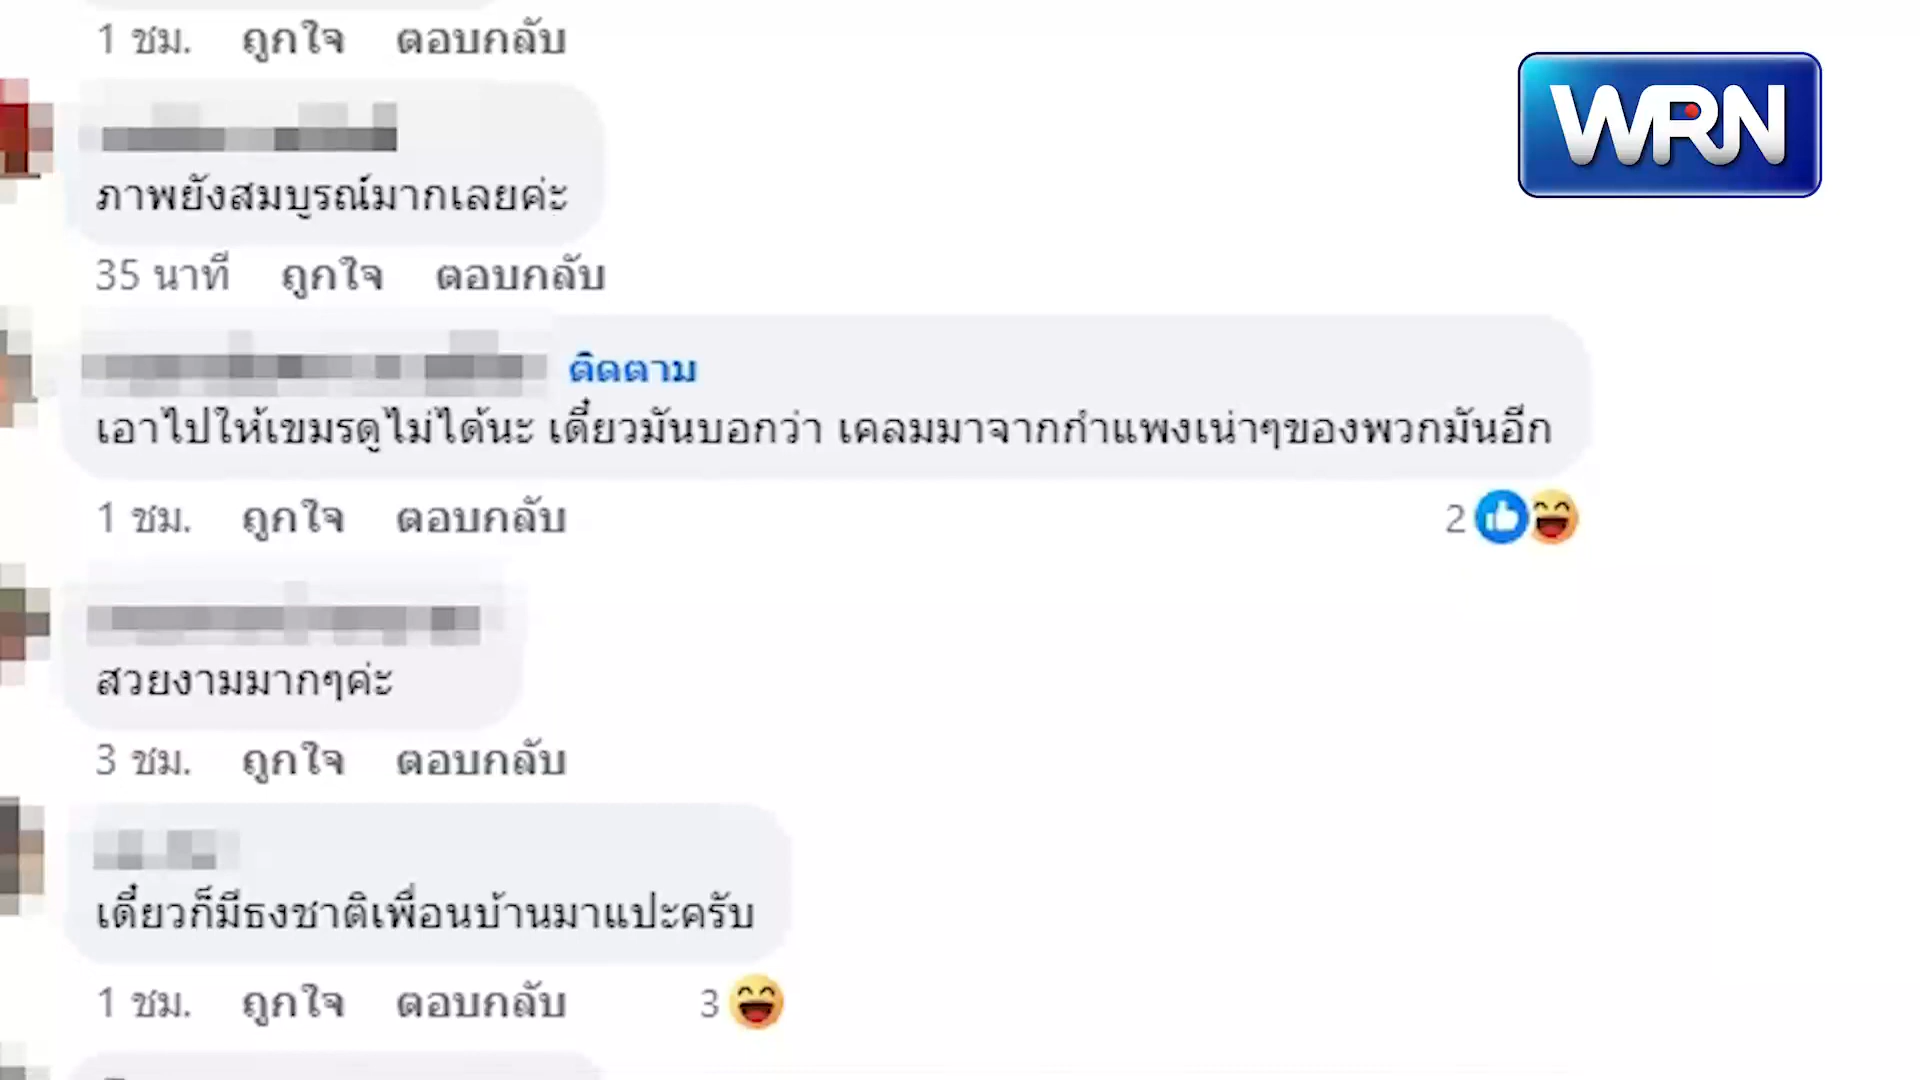 1 ชม. ถูกใจ ตอบกลับ
WRN
ภาพยังสมบูรณ์มากเลยค่ะ
35 นาที ถูกใจ ตอบกลับ
ติดตาม
เอาไปให้เขมรดูไม่ได้นะ เดี๋ยวมันบอกว่า เคลมมาจากกำแพงเน่าๆของพวกมันอีก
1 ชม. ถูกใจ ตอบกลับ 2
สวยงามมากๆค่ะ
3 ชม. ถูกใจ ตอบกลับ
เดี๋ยวก็มีธงชาติเพื่อนบ้านมาแปะครับ
1 ชม. ถูกใจ ตอบกลับ 3